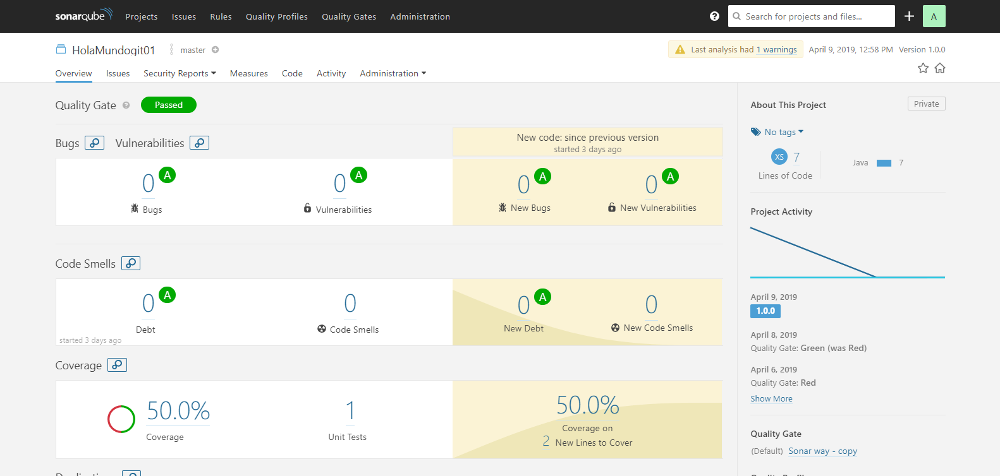 sonarqube Projects Issues Rules Quality Profiles Quality Gates Administration ? Search for projects and files... + A
HolaMundogit01 master Last analysis had 1 warnings April 9, 2019, 12:58 PM Version 1.0.0
Overview Issues Security Reports Measures Code Activity Administration
Quality Gate ? Passed
Bugs Vulnerabilities
New code: since previous version
started 3 days ago
0 A 0 A 0 A 0 A
Bugs Vulnerabilities New Bugs New Vulnerabilities
Code Smells
0 A 0 0 A 0
Debt Code Smells New Debt New Code Smells
started 3 days ago
Coverage
50.0% 1 50.0%
Coverage Unit Tests Coverage on
2 New Lines to Cover
About This Project Private
No tags
XS 7 Java 7
Lines of Code
Project Activity
April 9, 2019
1.0.0
April 8, 2019
Quality Gate: Green (was Red)
April 6, 2019
Quality Gate: Red
Show More
Quality Gate
(Default) Sonar way - copy